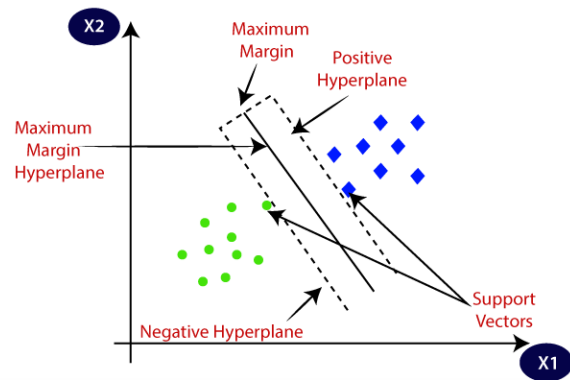 X2
Maximum
Margin
Positive
Hyperplane
Maximum
Margin
Hyperplane
Support
Vectors
Negative Hyperplane
X1